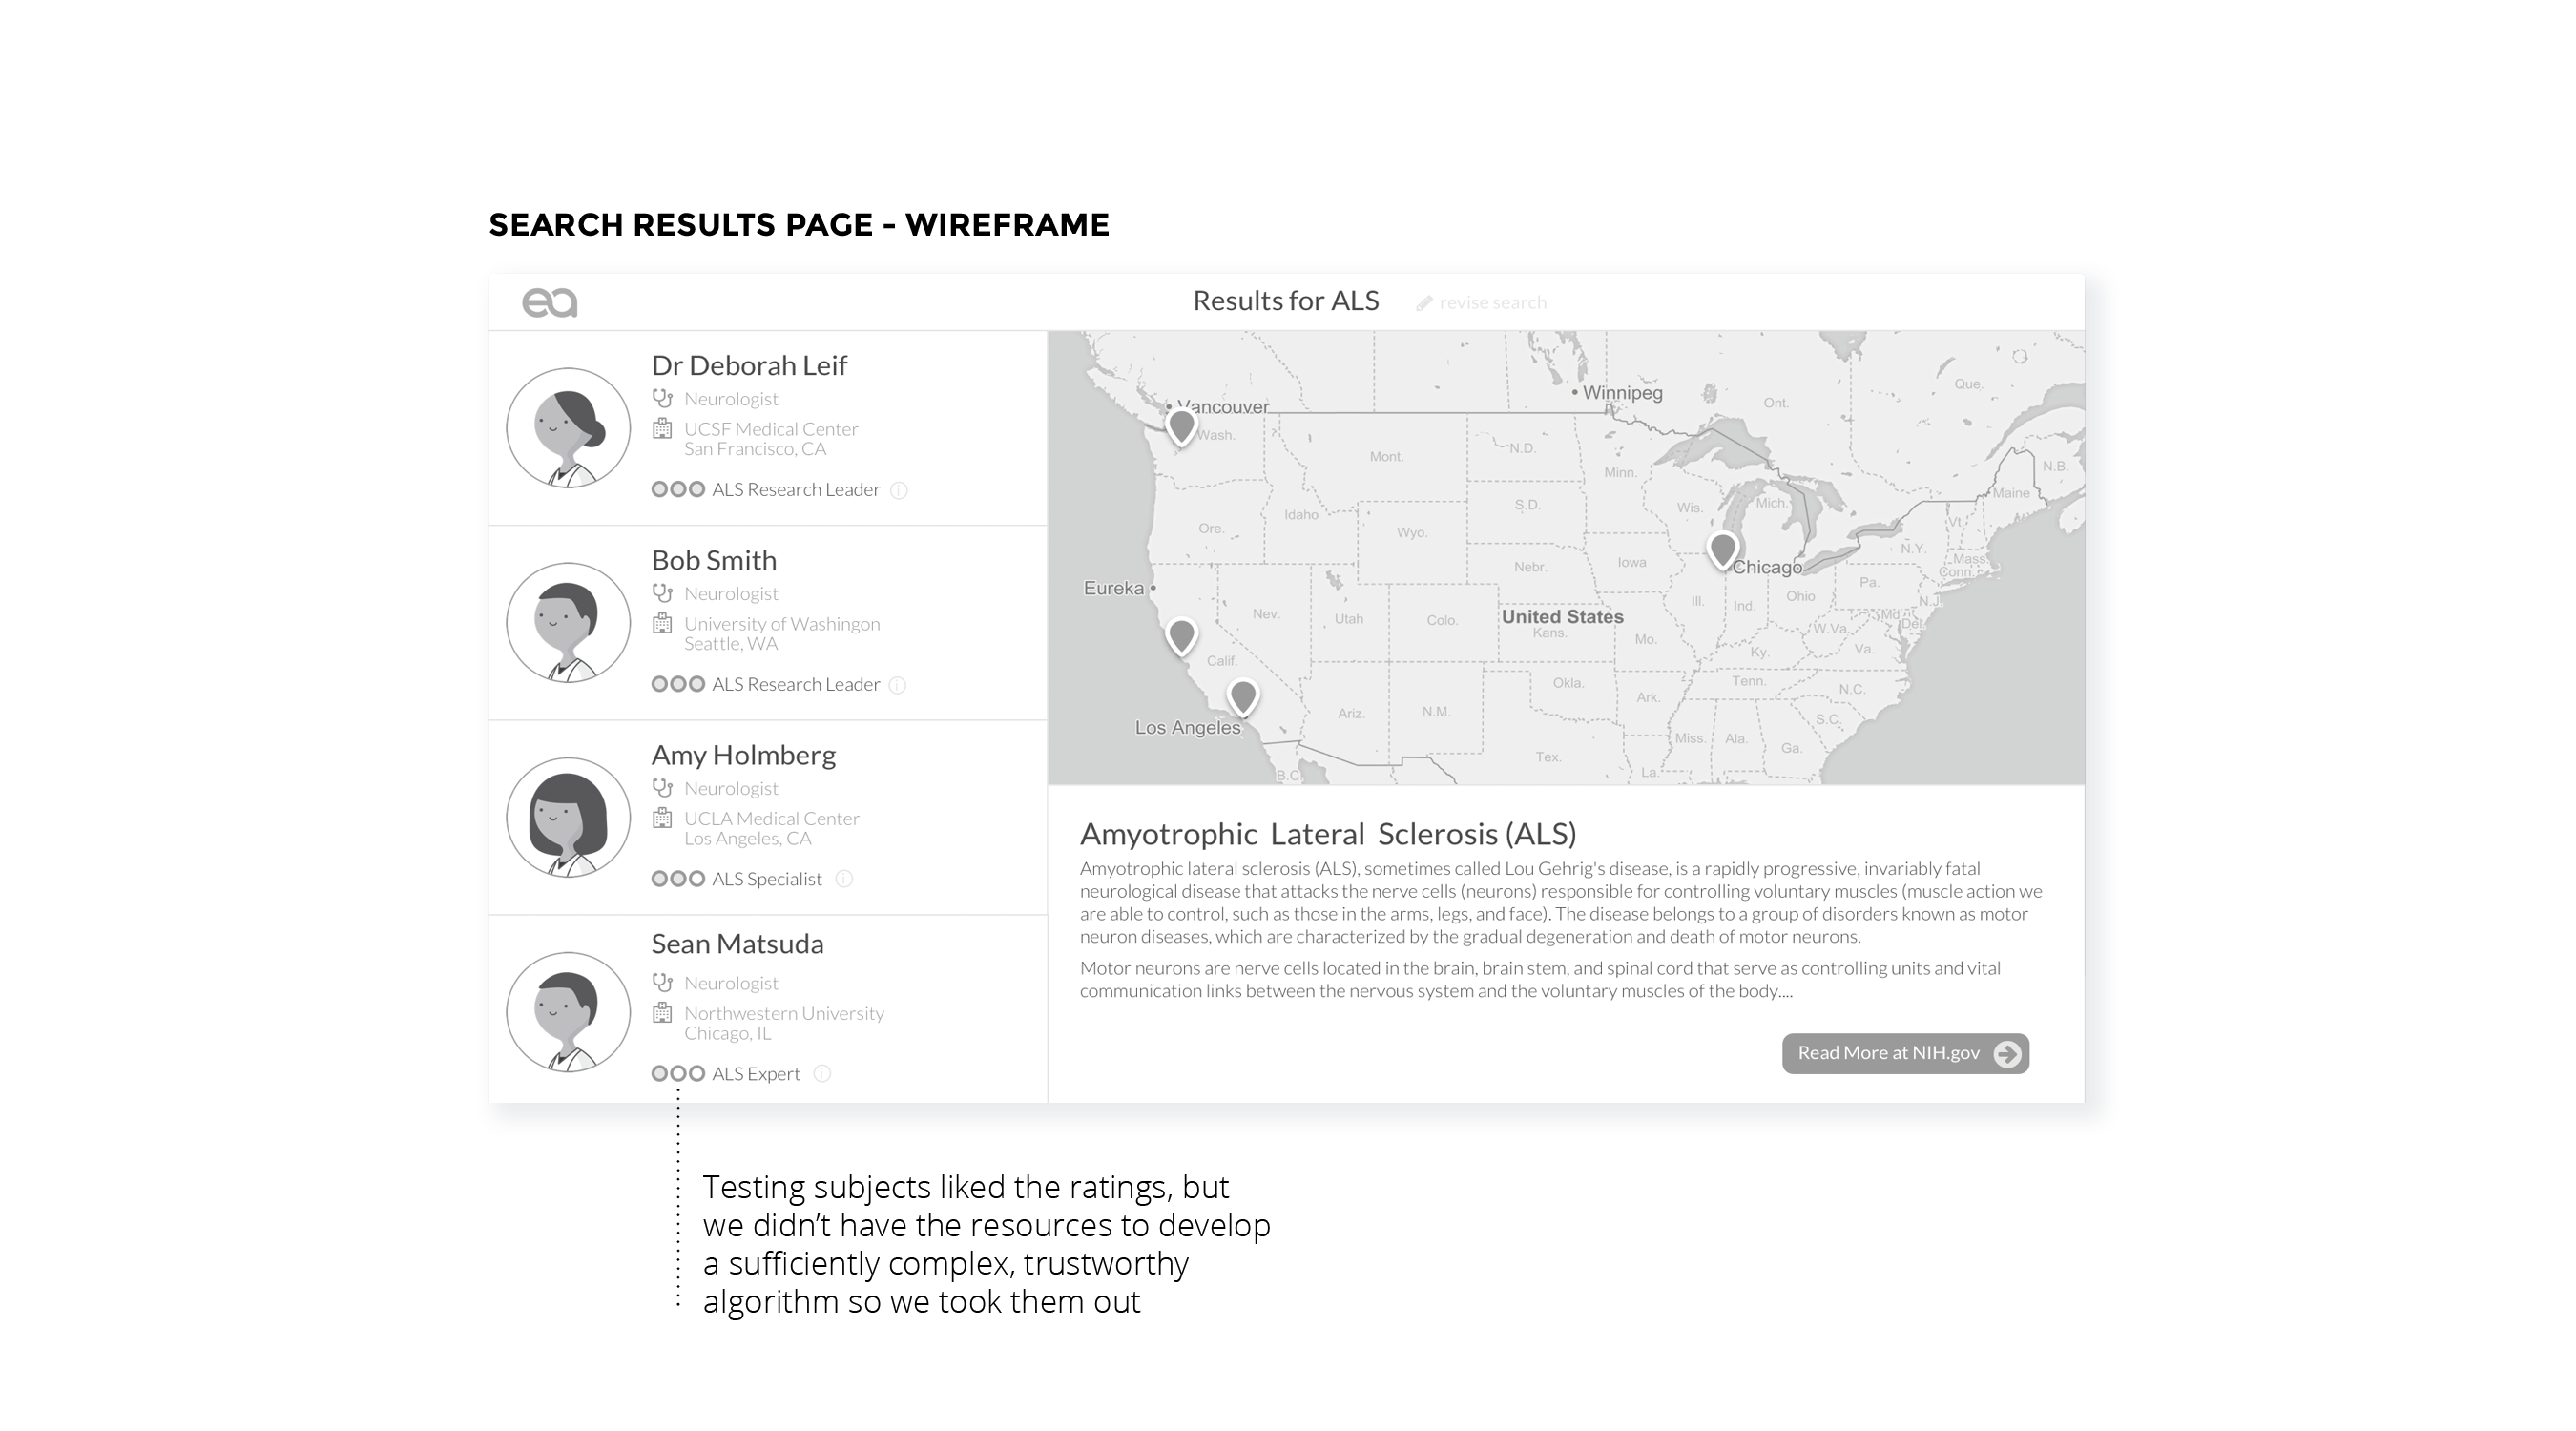 SEARCH RESULTS PAGE - WIREFRAME
ea
Results for ALS
revise search
Dr Deborah Leif
Neurologist
UCSF Medical Center
San Francisco, CA
ALS Research Leader
Bob Smith
Neurologist
University of Washingon
Seattle, WA
ALS Research Leader
Amy Holmberg
Neurologist
UCLA Medical Center
Los Angeles, CA
ALS Specialist
Sean Matsuda
Neurologist
Northwestern University
Chicago, IL
ALS Expert
Vancouver
Winnipeg
Ont.
Que.
Wash.
Mont.
N.D.
Minn.
N.B.
Maine
Ore.
Idaho
Wyo.
S.D.
Wis.
Mich.
Vt.
N.Y.
Mass.
Conn.
Eureka
Nebr.
Iowa
Chicago
Pa.
N.J.
Nev.
Utah
Colo.
United States
Kans.
Mo.
Ill.
Ind.
Ohio
W.Va.
Md.
Del.
Calif.
Ky.
Va.
Los Angeles
Ariz.
N.M.
Okla.
Ark.
Tenn.
N.C.
S.C.
Miss.
Ala.
Ga.
B.C.
Tex.
La.
Amyotrophic Lateral Sclerosis (ALS)
Amyotrophic lateral sclerosis (ALS), sometimes called Lou Gehrig's disease, is a rapidly progressive, invariably fatal
neurological disease that attacks the nerve cells (neurons) responsible for controlling voluntary muscles (muscle action we
are able to control, such as those in the arms, legs, and face). The disease belongs to a group of disorders known as motor
neuron diseases, which are characterized by the gradual degeneration and death of motor neurons.
Motor neurons are nerve cells located in the brain, brain stem, and spinal cord that serve as controlling units and vital
communication links between the nervous system and the voluntary muscles of the body....
Read More at NIH.gov
Testing subjects liked the ratings, but
we didn’t have the resources to develop
a sufficiently complex, trustworthy
algorithm so we took them out